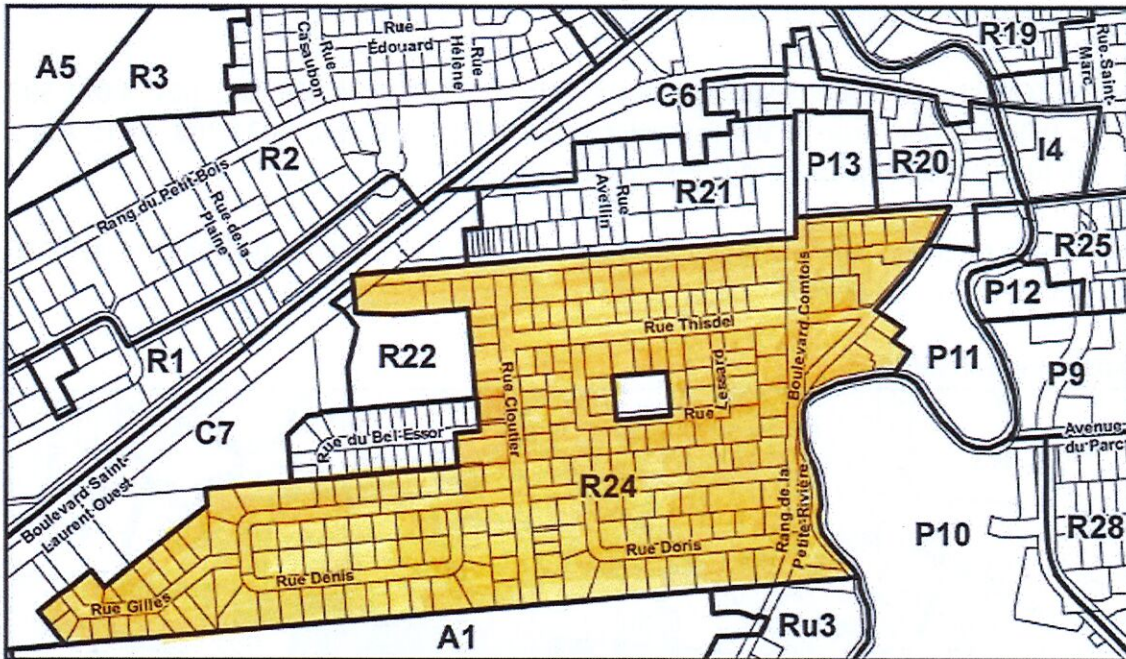 A5
R3
Rue
Casaubon
Rue
Édouard
Rue
Hélène
R19
Rue Saint-
Marc
C6
R2
Rang du Petit-Bois
Rue de la
Plaine
P13
R20
I4
Rue
Avellin
R21
R25
P12
R1
R22
Rue Thisdel
Boulevard Comtois
P11
P9
C7
Rue Cloutier
Rue
Lessard
Rue du Bel-Essor
Avenue
du Parc
Boulevard Saint-
Laurent Ouest
R24
Rang de la
Petite-Rivière
P10
R28
Rue Doris
Rue Denis
Rue Gilles
A1
Ru3